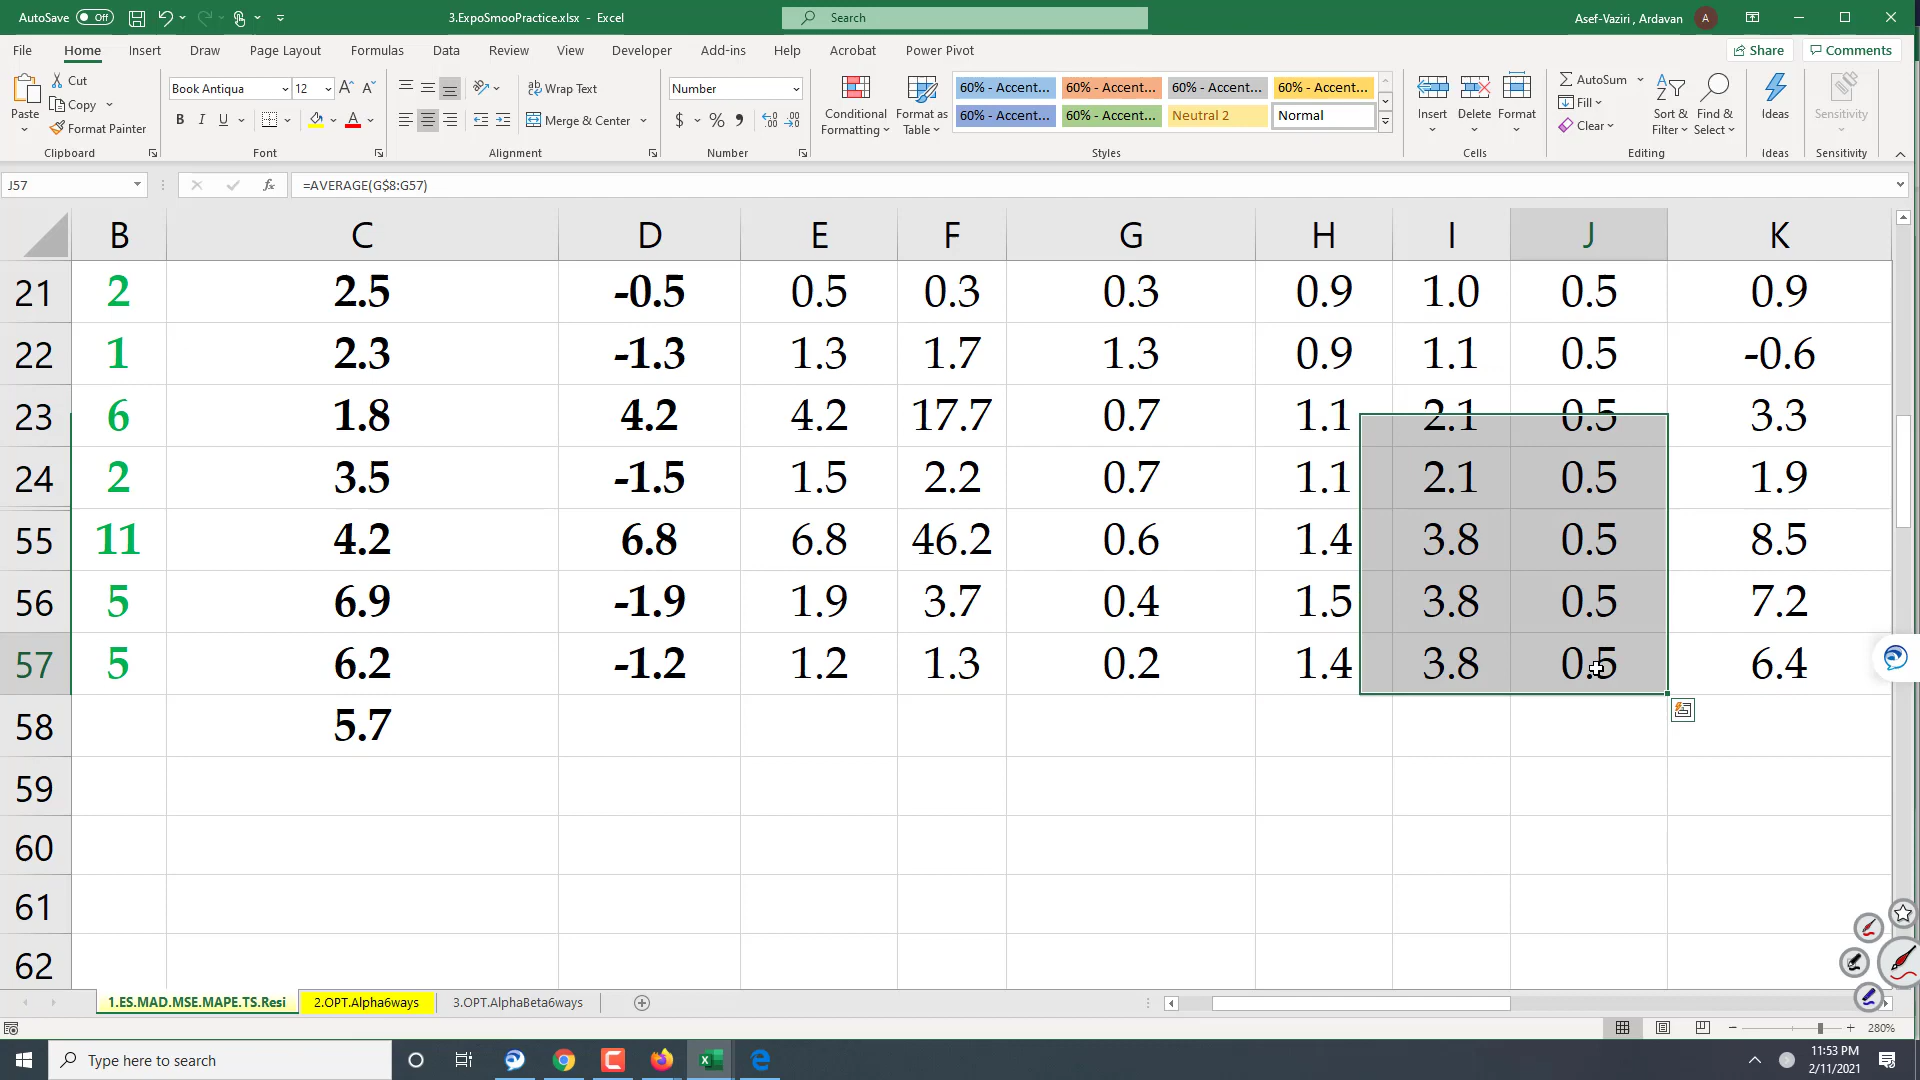 AutoSave Off 3.ExpoSmooPractice.xlsx - Excel Search Asef-Vaziri , Ardavan A
File Home Insert Draw Page Layout Formulas Data Review View Developer Add-ins Help Acrobat Power Pivot Share Comments
Paste Cut Copy Format Painter Clipboard
Book Antiqua 12 A A B I U A Font
Wrap Text Merge & Center Alignment
Number $ % Number
Conditional Formatting Format as Table
60% - Accent... 60% - Accent... 60% - Accent... 60% - Accent...
60% - Accent... 60% - Accent... Neutral 2 Normal
Styles
Insert Delete Format Cells
AutoSum Fill Clear Sort & Filter Find & Select Editing
Ideas Ideas
Sensitivity Sensitivity
J57 fx =AVERAGE(G$8:G57)
B C D E F G H I J K
21 2 2.5 -0.5 0.5 0.3 0.3 0.9 1.0 0.5 0.9
22 1 2.3 -1.3 1.3 1.7 1.3 0.9 1.1 0.5 -0.6
23 6 1.8 4.2 4.2 17.7 0.7 1.1 2.1 0.5 3.3
24 2 3.5 -1.5 1.5 2.2 0.7 1.1 2.1 0.5 1.9
55 11 4.2 6.8 6.8 46.2 0.6 1.4 3.8 0.5 8.5
56 5 6.9 -1.9 1.9 3.7 0.4 1.5 3.8 0.5 7.2
57 5 6.2 -1.2 1.2 1.3 0.2 1.4 3.8 0.5 6.4
58 5.7
59
60
61
62
1.ES.MAD.MSE.MAPE.TS.Resi 2.OPT.Alpha6ways 3.OPT.AlphaBeta6ways
280%
Type here to search
11:53 PM
2/11/2021